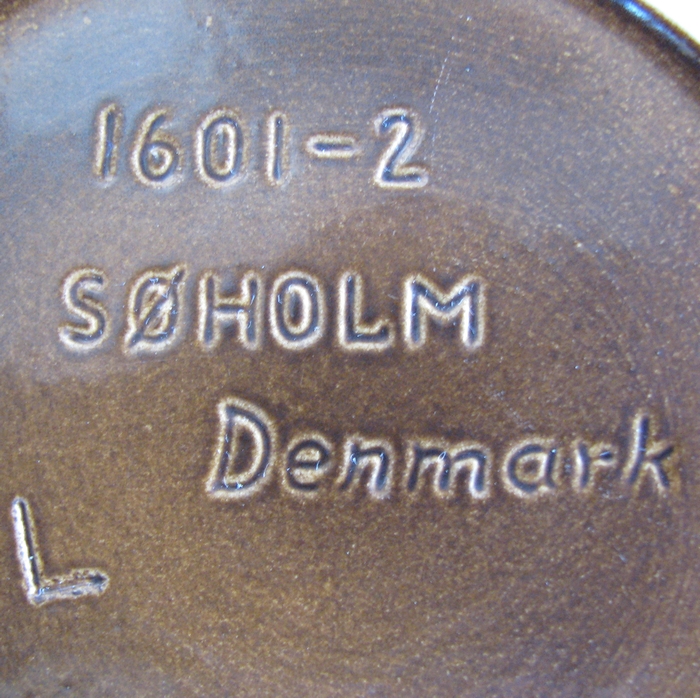 1601-2
SØHOLM
Denmark
L